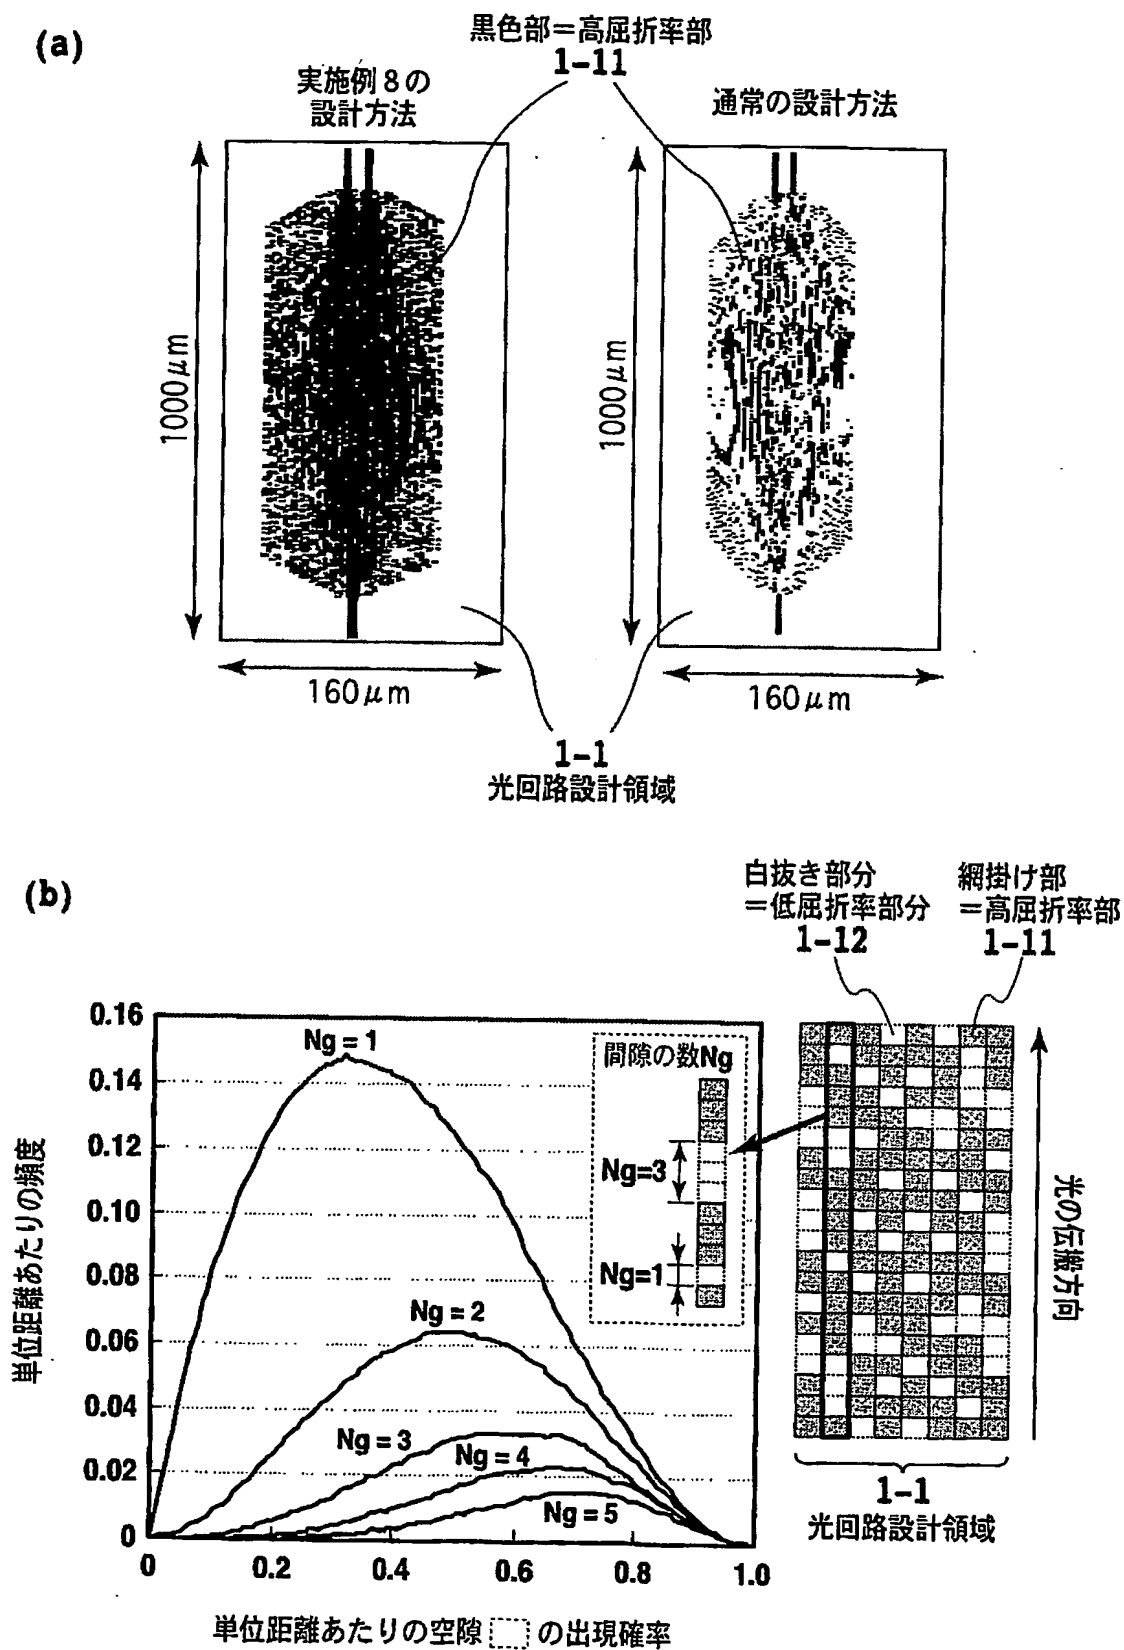 (a)
黒色部=高屈折率部
1-11
実施例8の
設計方法
通常の設計方法
1000μm
1000μm
160μm
160μm
1-1
光回路設計領域
(b)
白抜き部分
=低屈折率部分
1-12
網掛け部
=高屈折率部
1-11
単位距離あたりの頻度
0.16
0.14
0.12
0.10
0.08
0.06
0.04
0.02
0
Ng = 1
Ng = 2
Ng = 3
Ng = 4
Ng = 5
間隙の数Ng
Ng=3
Ng=1
光の伝搬方向
0
0.2
0.4
0.6
0.8
1.0
単位距離あたりの空隙 の出現確率
1-1
光回路設計領域